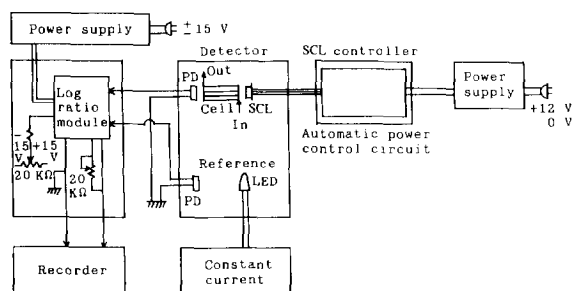 Power supply
± 15 V
Detector
SCL controller
Log
ratio
module
PD
Out
Cell
SCL
In
Power
supply
+12 V
0 V
Automatic power
control circuit
-
15
V
+15
V
20 KΩ
20
KΩ
Reference
LED
PD
Recorder
Constant
current